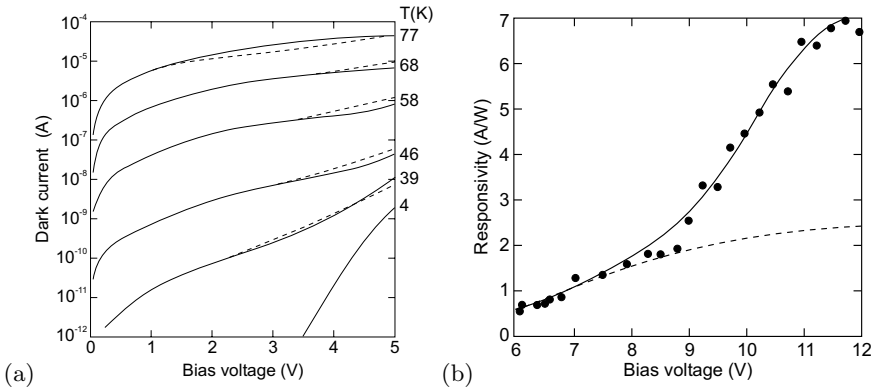 T(K)
10⁻⁴
77
10⁻⁵
68
10⁻⁶
58
10⁻⁷
46
10⁻⁸
39
10⁻⁹
4
10⁻¹⁰
10⁻¹¹
10⁻¹²
Dark current (A)
0 1 2 3 4 5
Bias voltage (V)
(a)
7
6
5
4
3
2
1
0
Responsivity (A/W)
6 7 8 9 10 11 12
Bias voltage (V)
(b)